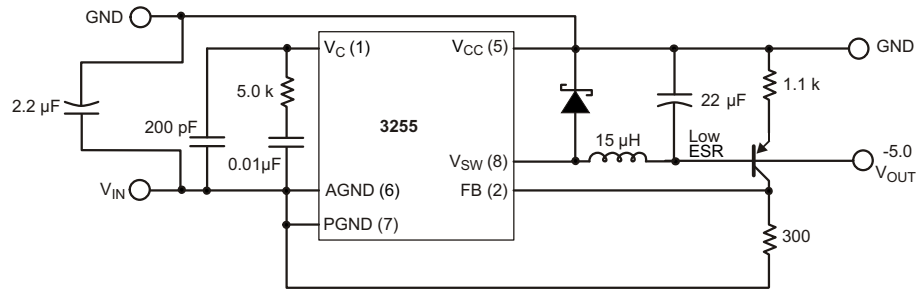 GND
V_C (1)
V_CC (5)
GND
2.2 µF
5.0 k
1.1 k
200 pF
3255
22 µF
0.01µF
15 µH
Low
ESR
V_SW (8)
-5.0
V_OUT
V_IN
AGND (6)
FB (2)
PGND (7)
300